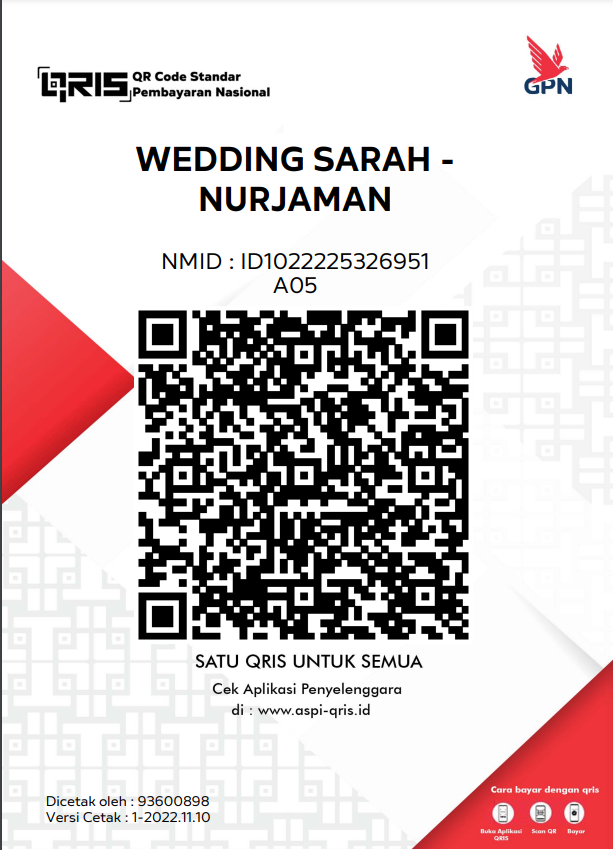 QRIS QR Code Standar
Pembayaran Nasional
GPN
WEDDING SARAH -
NURJAMAN
NMID : ID1022225326951
A05
SATU QRIS UNTUK SEMUA
Cek Aplikasi Penyelenggara
di : www.aspi-qris.id
Dicetak oleh : 93600898
Versi Cetak : 1-2022.11.10
Cara bayar dengan qris
Buka Aplikasi
QRIS
Scan QR
Bayar